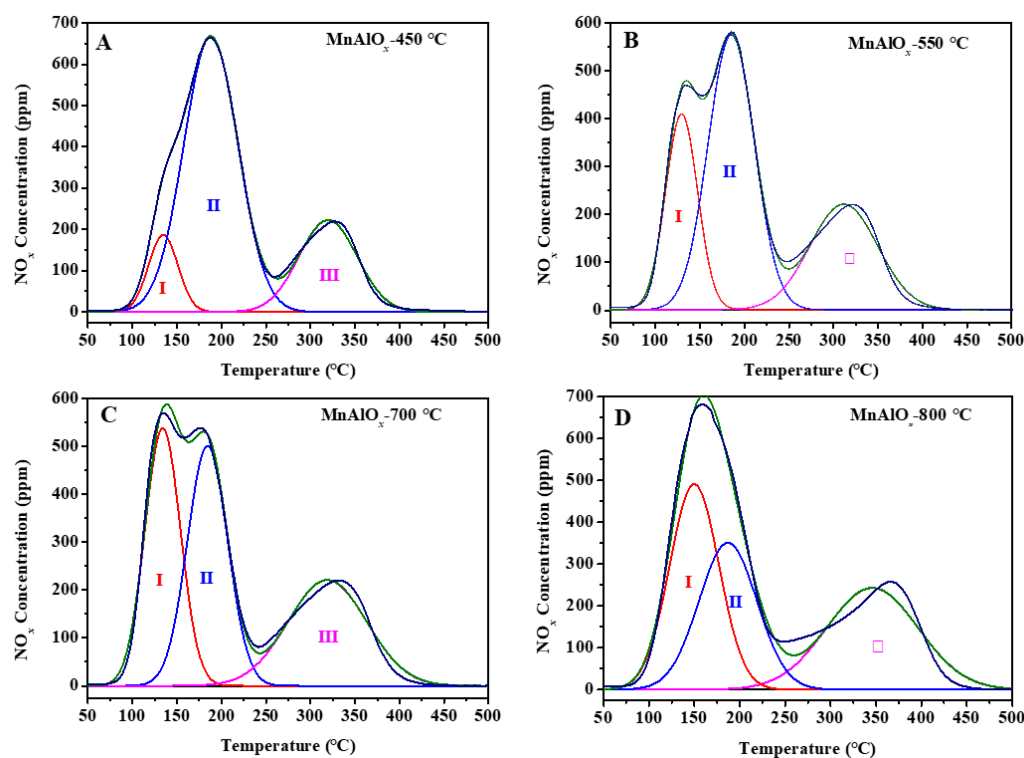 A
MnAlOx-450 °C
NOx Concentration (ppm)
700
600
500
400
300
200
100
0
I
II
III
50 100 150 200 250 300 350 400 450 500
Temperature (°C)
B
MnAlOx-550 °C
NOx Concentration (ppm)
600
500
400
300
200
100
0
I
II
□
50 100 150 200 250 300 350 400 450 500
Temperature (°C)
C
MnAlOx-700 °C
NOx Concentration (ppm)
600
500
400
300
200
100
0
I
II
III
50 100 150 200 250 300 350 400 450 500
Temperature (°C)
D
MnAlOx-800 °C
NOx Concentration (ppm)
700
600
500
400
300
200
100
0
I
II
□
50 100 150 200 250 300 350 400 450 500
Temperature (°C)